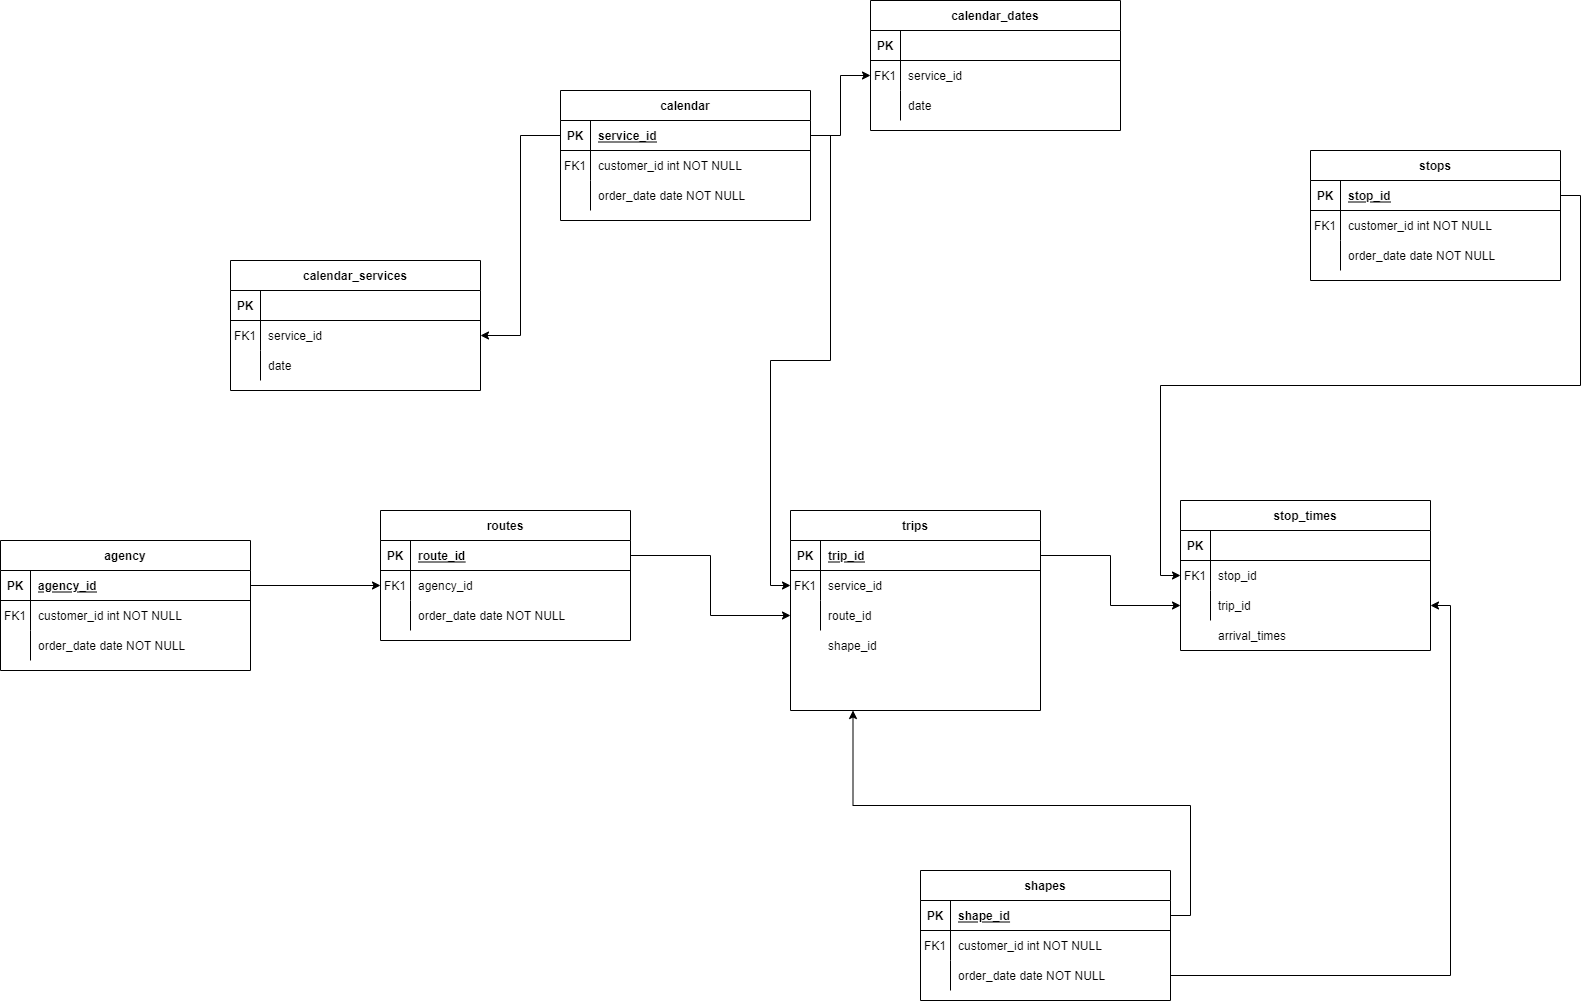 calendar_dates
PK
FK1 service_id
date
calendar
PK service_id
FK1 customer_id int NOT NULL
order_date date NOT NULL
stops
PK stop_id
FK1 customer_id int NOT NULL
order_date date NOT NULL
calendar_services
PK
FK1 service_id
date
agency
PK agency_id
FK1 customer_id int NOT NULL
order_date date NOT NULL
routes
PK route_id
FK1 agency_id
order_date date NOT NULL
trips
PK trip_id
FK1 service_id
route_id
shape_id
stop_times
PK
FK1 stop_id
trip_id
arrival_times
shapes
PK shape_id
FK1 customer_id int NOT NULL
order_date date NOT NULL